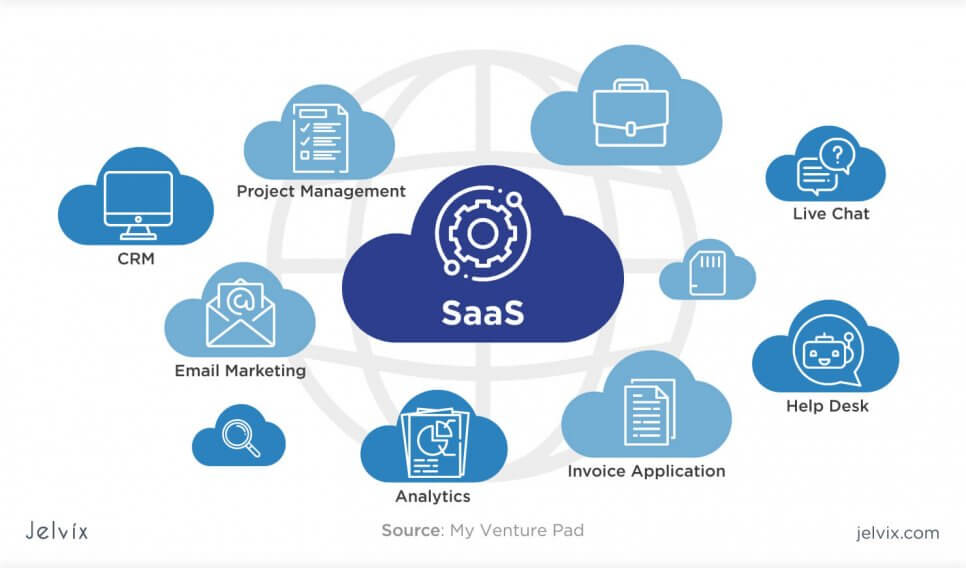 Project Management
CRM
Live Chat
SaaS
Email Marketing
Help Desk
Invoice Application
Analytics
Jelvix
Source: My Venture Pad
jelvix.com